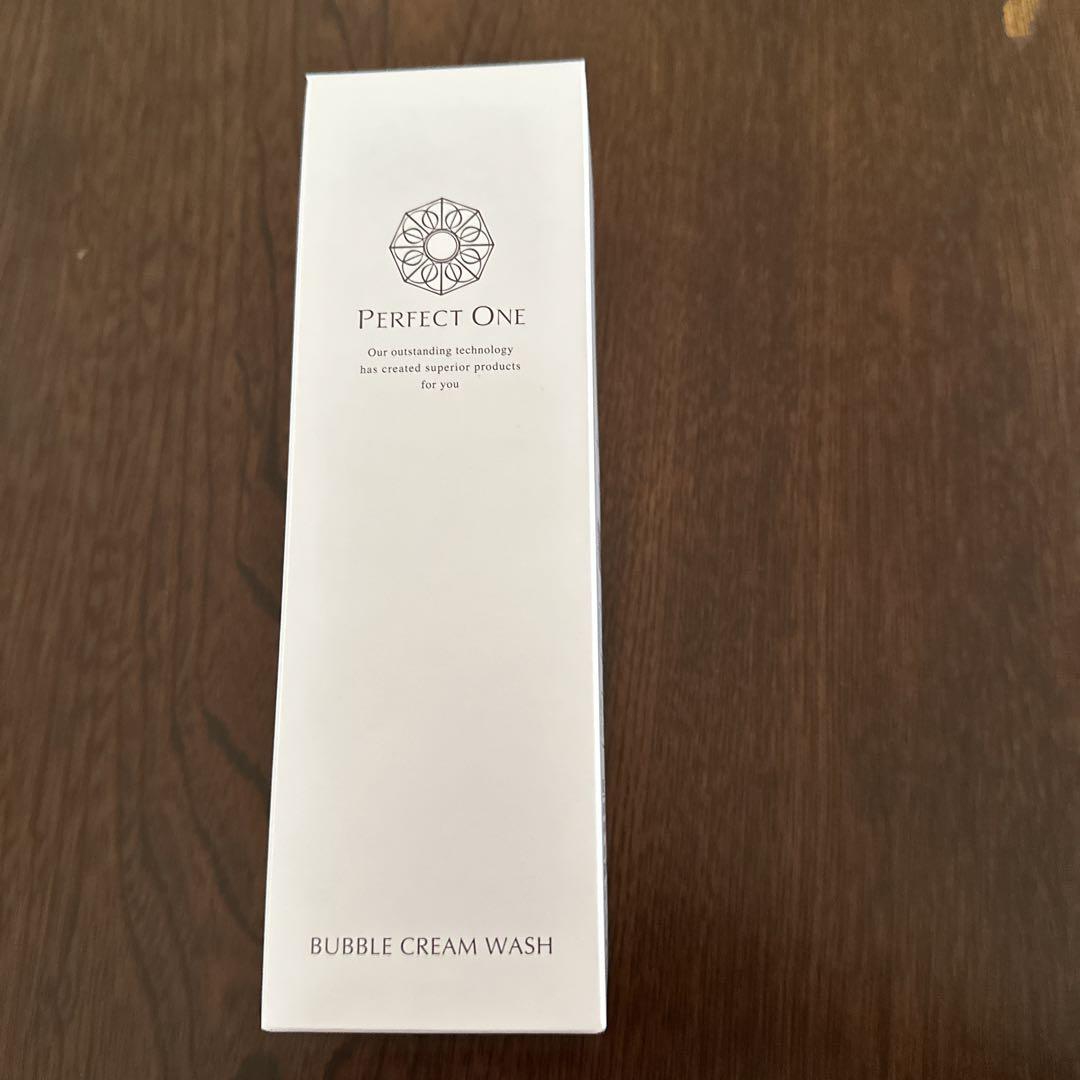 PERFECT ONE
Our outstanding technology
has created superior products
for you
BUBBLE CREAM WASH